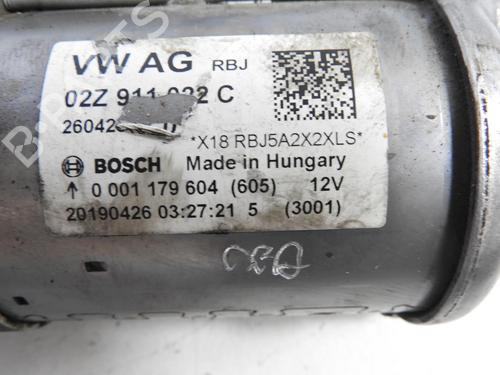 VW AG RBJ
02Z 911 022 C
*X18 RBJ5A2X2XLS*
BOSCH Made in Hungary
↑ 0 001 179 604 (605) 12V
20190426 03:27:21 5 (3001)